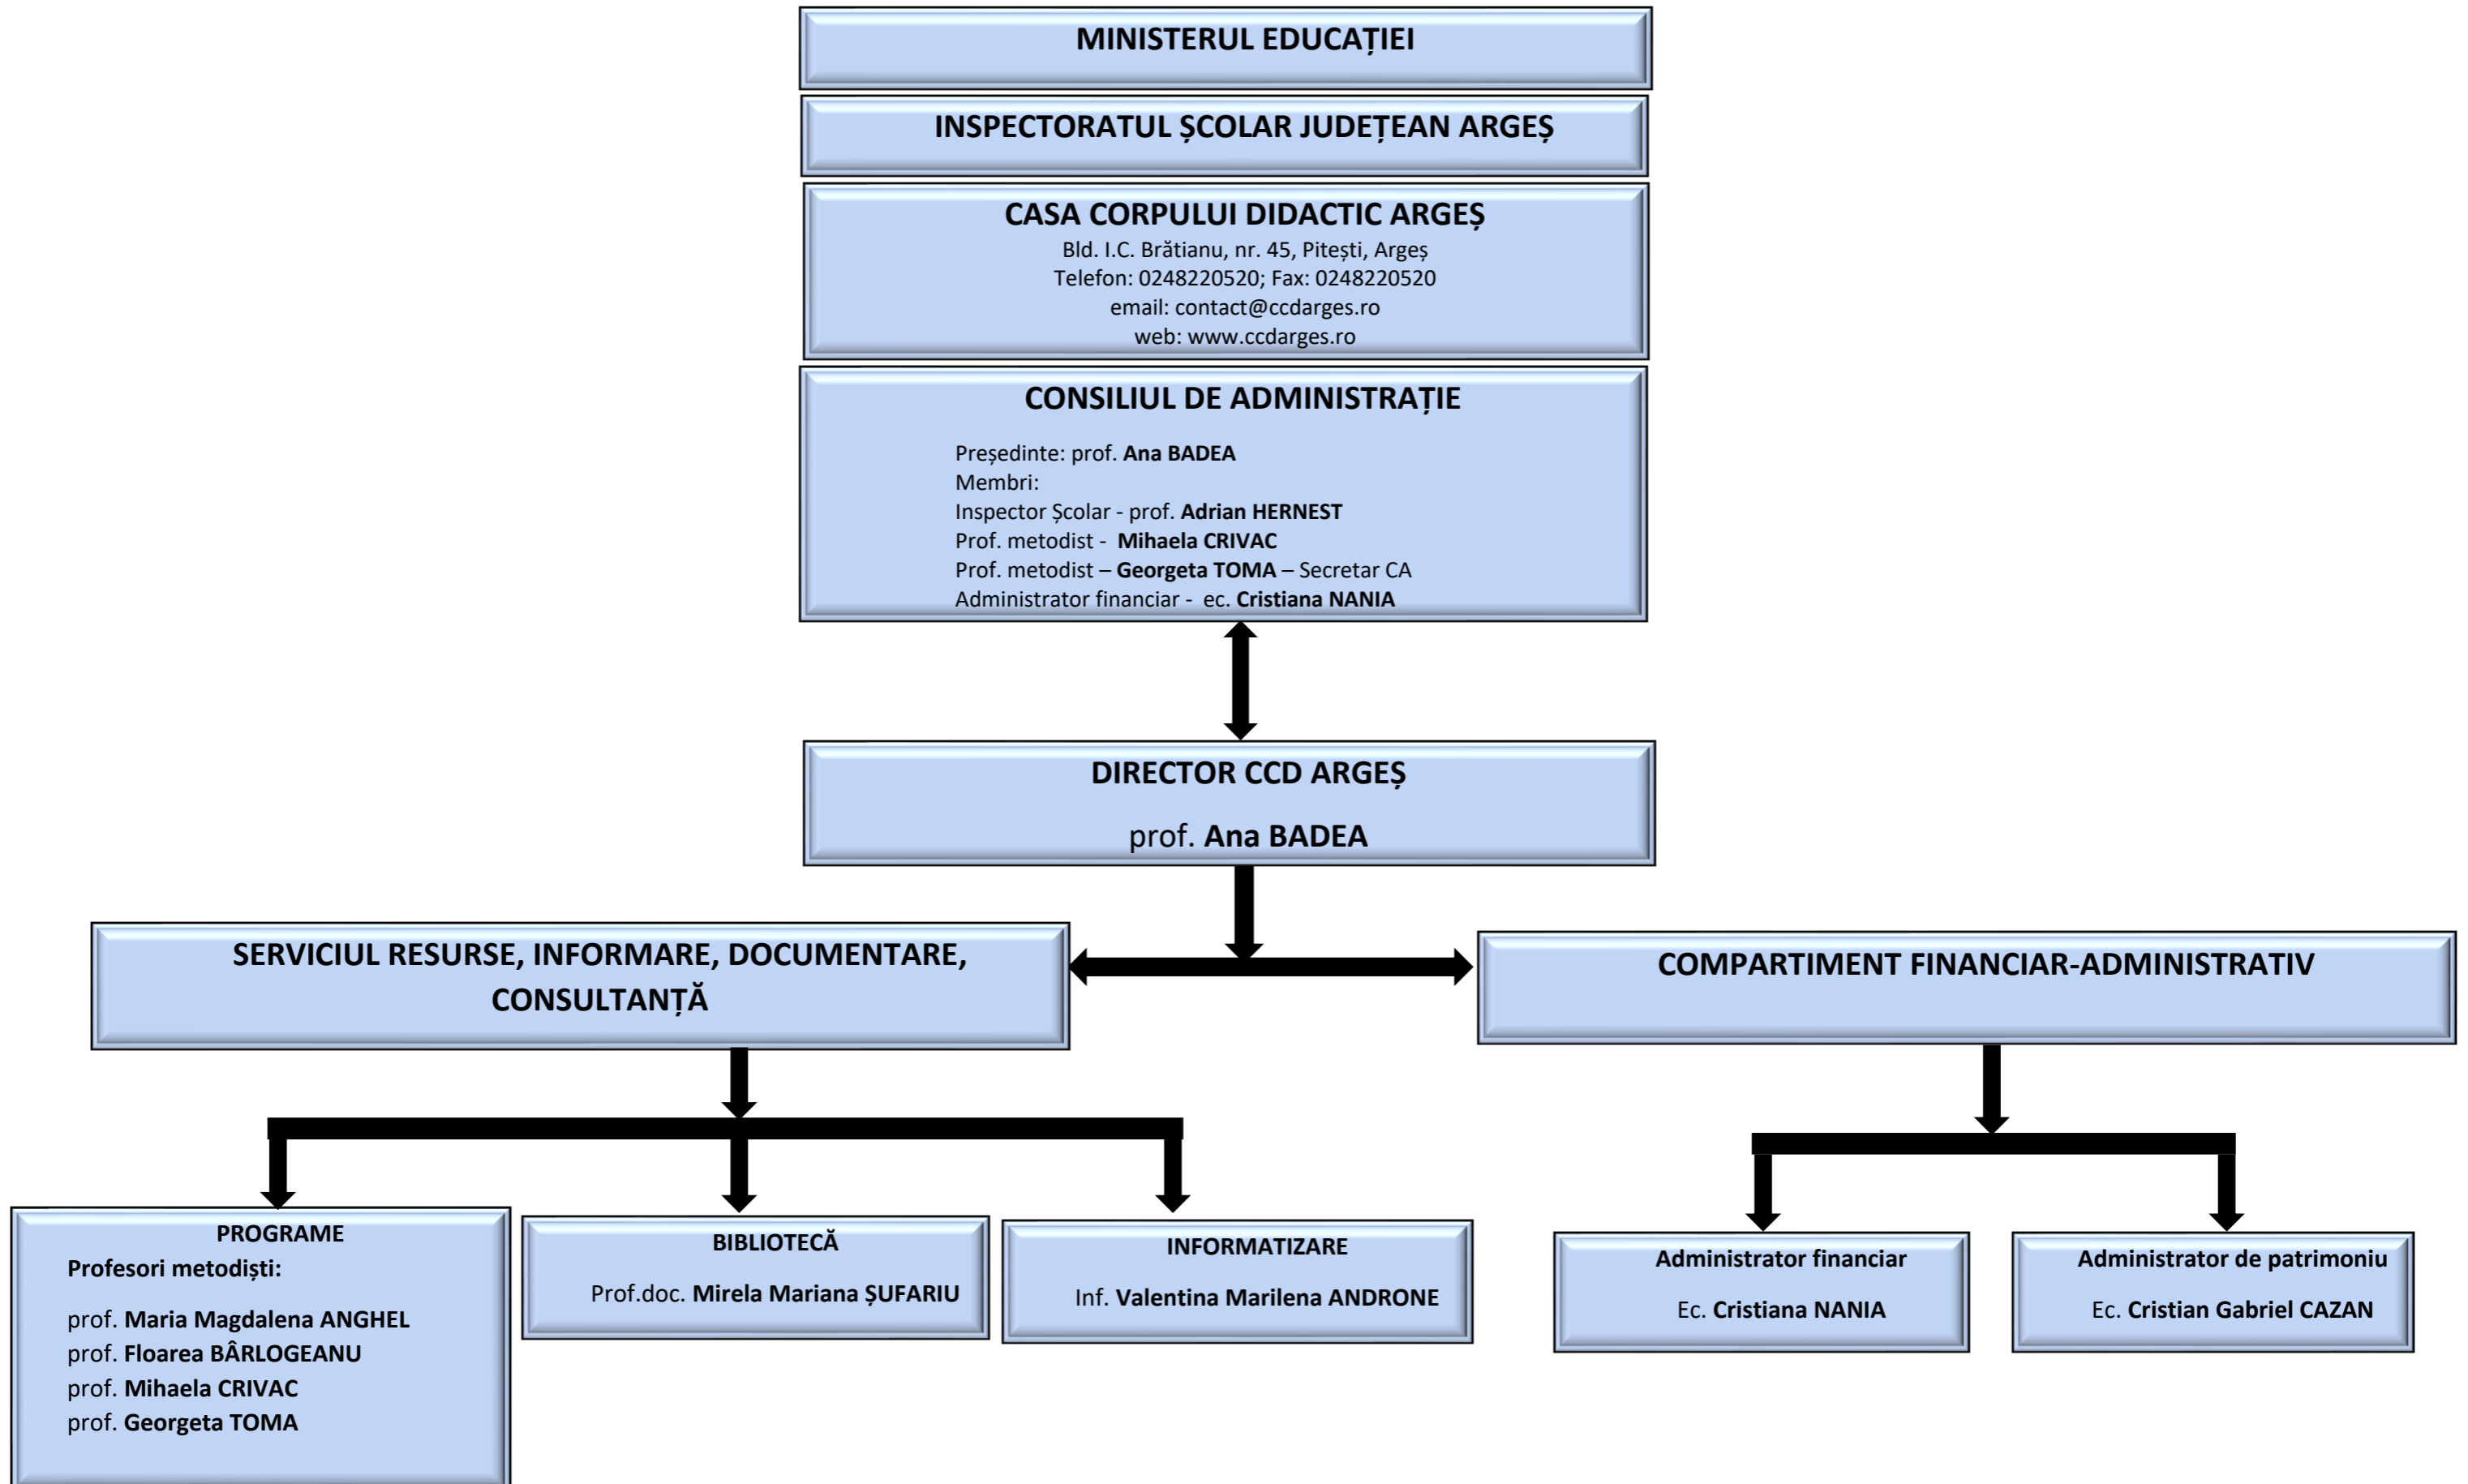 MINISTERUL EDUCAȚIEI
INSPECTORATUL ȘCOLAR JUDEȚEAN ARGEȘ
CASA CORPULUI DIDACTIC ARGEȘ
Bld. I.C. Brătianu, nr. 45, Pitești, Argeș
Telefon: 0248220520; Fax: 0248220520
email: contact@ccdarges.ro
web: www.ccdarges.ro
CONSILIUL DE ADMINISTRAȚIE
Președinte: prof. Ana BADEA
Membri:
Inspector Școlar - prof. Adrian HERNEST
Prof. metodist - Mihaela CRIVAC
Prof. metodist – Georgeta TOMA – Secretar CA
Administrator financiar - ec. Cristiana NANIA
DIRECTOR CCD ARGEȘ
prof. Ana BADEA
SERVICIUL RESURSE, INFORMARE, DOCUMENTARE,
CONSULTANȚĂ
COMPARTIMENT FINANCIAR-ADMINISTRATIV
PROGRAME
Profesori metodiști:
prof. Maria Magdalena ANGHEL
prof. Floarea BÂRLOGEANU
prof. Mihaela CRIVAC
prof. Georgeta TOMA
BIBLIOTECĂ
Prof.doc. Mirela Mariana ȘUFARIU
INFORMATIZARE
Inf. Valentina Marilena ANDRONE
Administrator financiar
Ec. Cristiana NANIA
Administrator de patrimoniu
Ec. Cristian Gabriel CAZAN